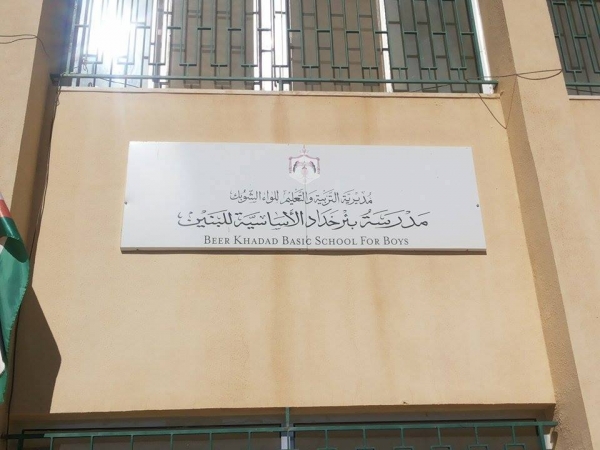 مديرية التربية والتعليم للواء الشوبك
مدرسة بئر خداد الأساسية للبنين
BEER KHADAD BASIC SCHOOL FOR BOYS